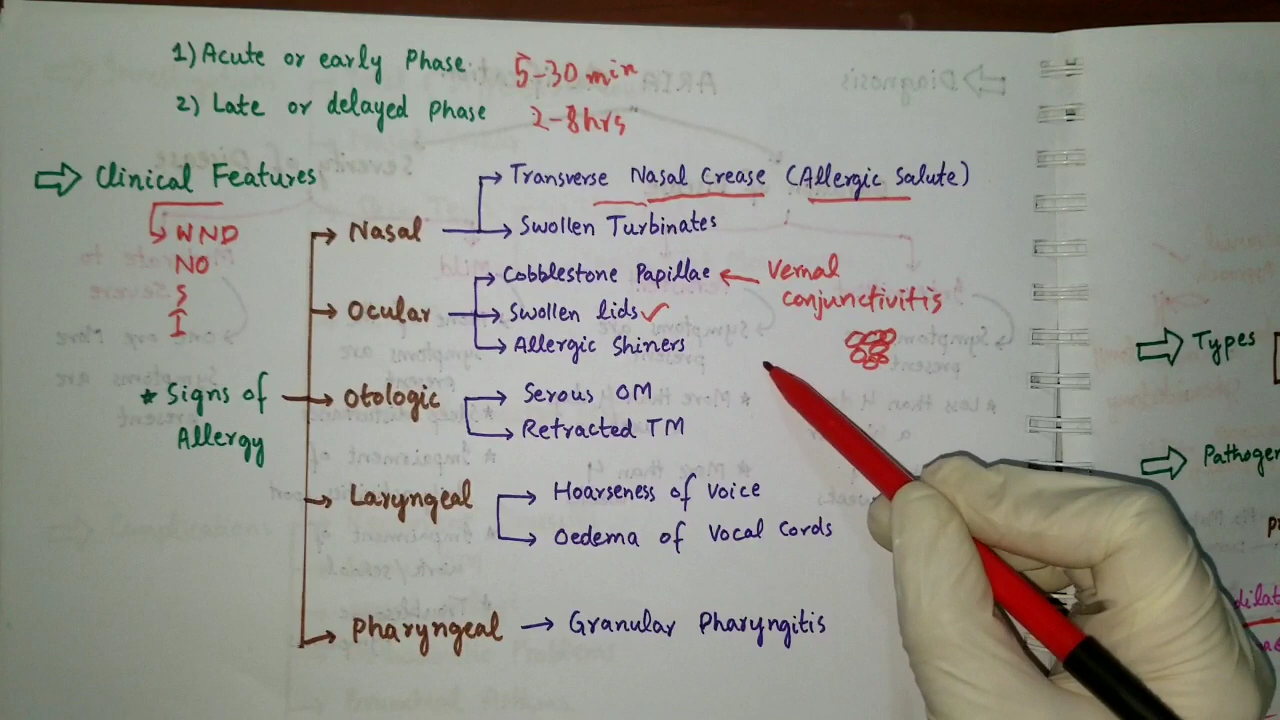 1) Acute or early Phase. 5-30 min
2) Late or delayed Phase 2-8hrs
⇒ Clinical Features
WND
NO
S
I
* Signs of
Allergy
→ Nasal
→ Transverse Nasal Crease (Allergic Salute)
→ Swollen Turbinates
→ Ocular
→ Cobblestone Papillae ← Vernal
conjunctivitis
→ Swollen lids ✓
→ Allergic Shiners
→ Otologic
→ Serous OM
→ Retracted TM
→ Laryngeal
→ Hoarseness of Voice
→ Oedema of Vocal Cords
→ Pharyngeal → Granular Pharyngitis
⇒ Types
⇒ Pathogen